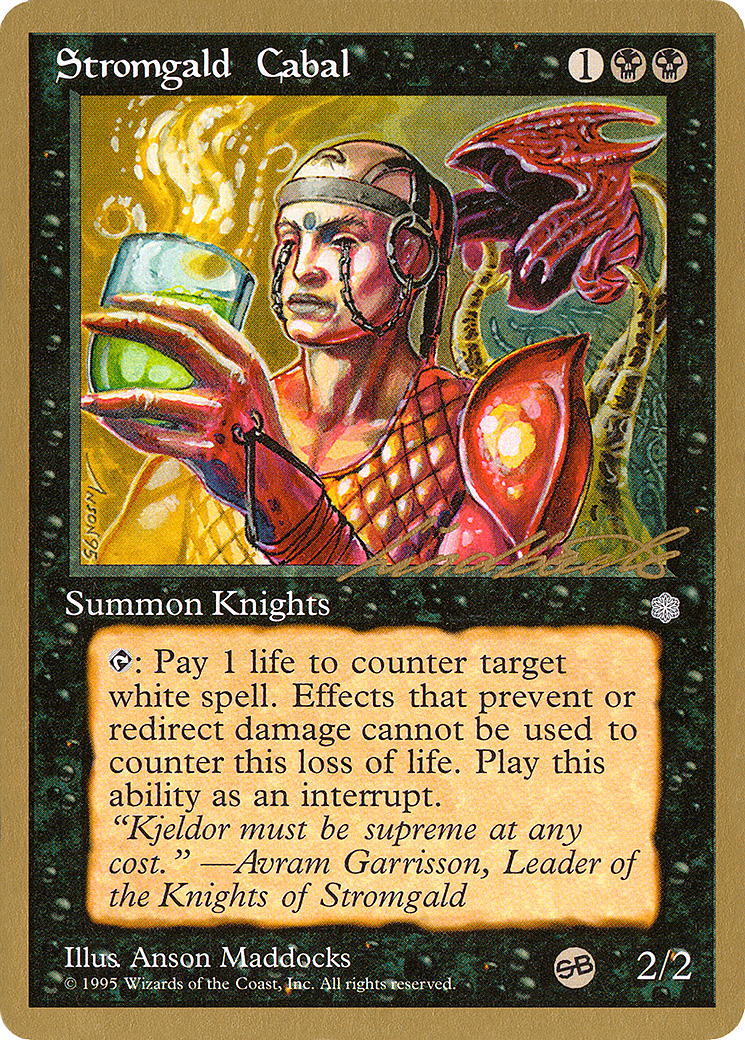 Stromgald Cabal 1
ANSON 95
Summon Knights
: Pay 1 life to counter target
white spell. Effects that prevent or
redirect damage cannot be used to
counter this loss of life. Play this
ability as an interrupt.
“Kjeldor must be supreme at any
cost.” —Avram Garrisson, Leader of
the Knights of Stromgald
Illus. Anson Maddocks
© 1995 Wizards of the Coast, Inc. All rights reserved.
SB
2/2